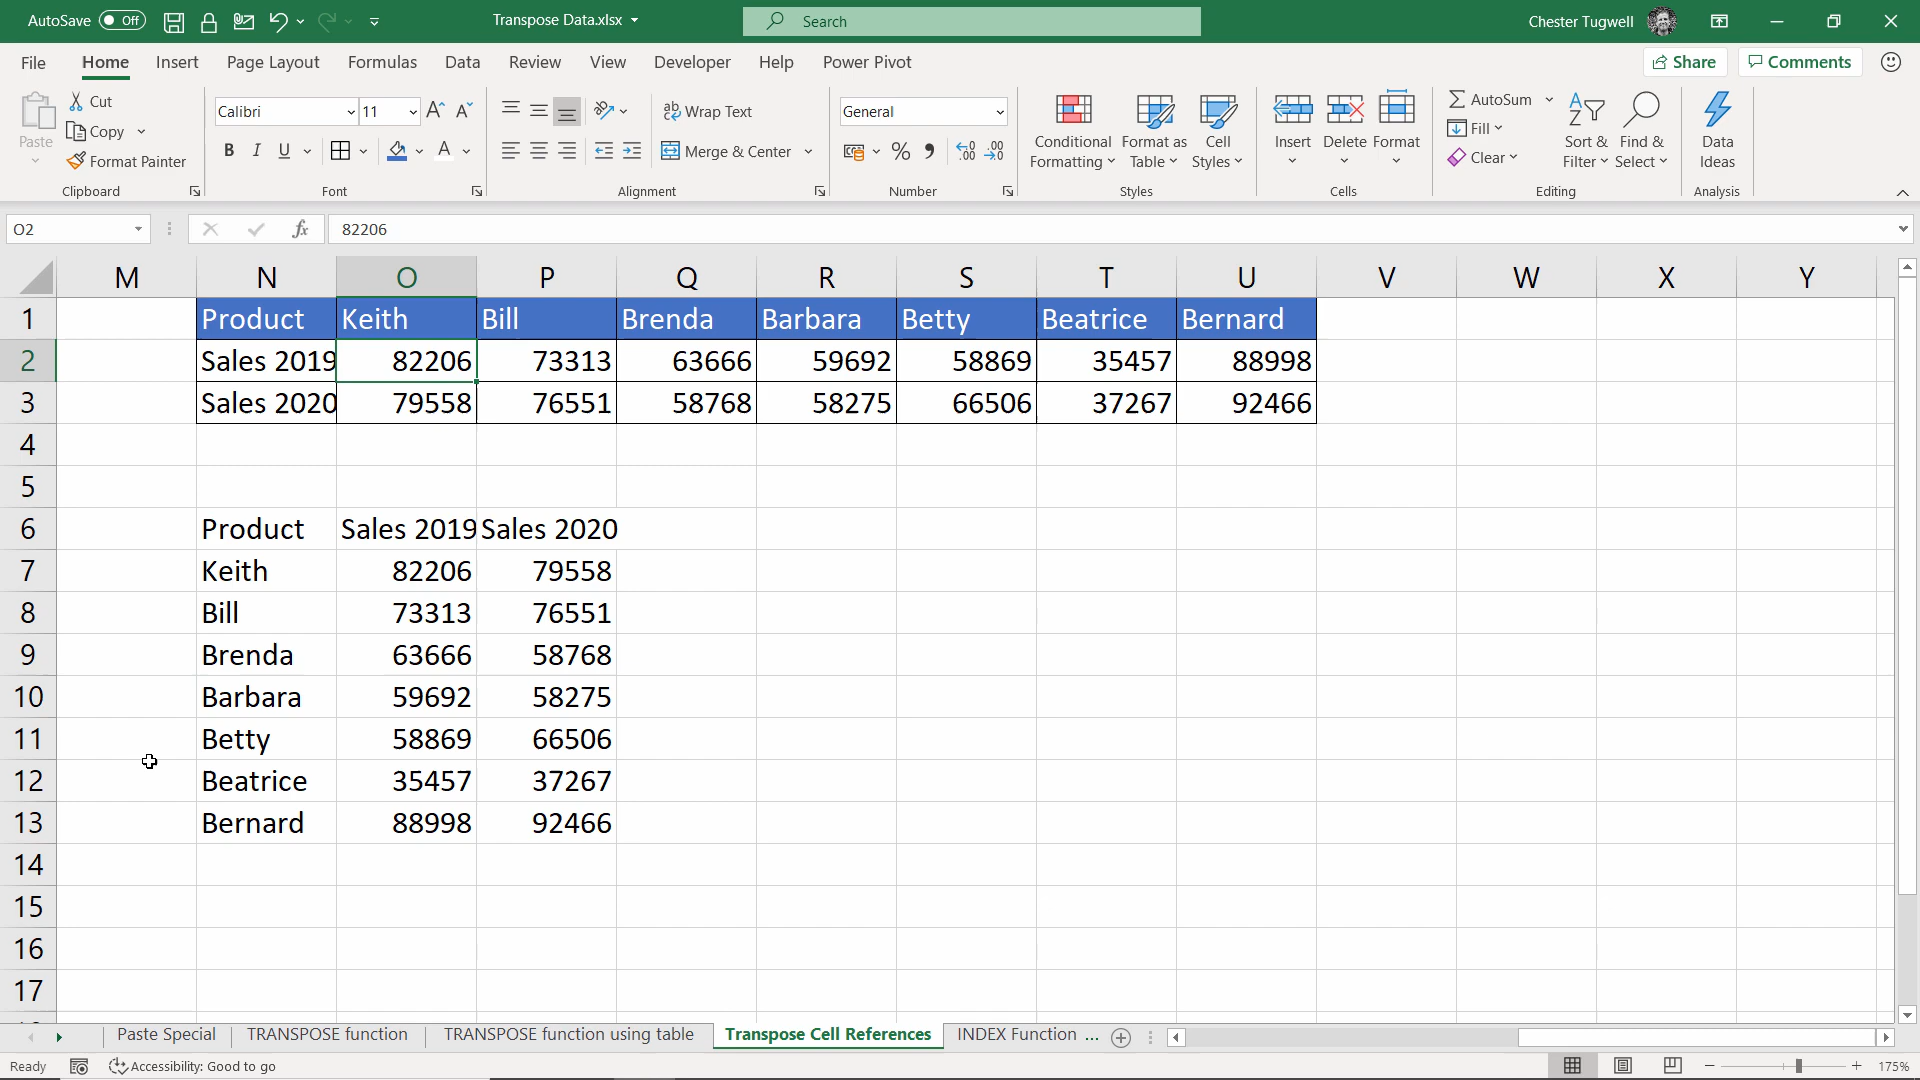 AutoSave Off Transpose Data.xlsx Search Chester Tugwell
File Home Insert Page Layout Formulas Data Review View Developer Help Power Pivot Share Comments
Paste Cut Copy Format Painter Clipboard
Calibri 11 A A B I U A Font
ab Wrap Text Merge & Center Alignment
General % , Number
Conditional Formatting Format as Table Cell Styles Styles
Insert Delete Format Cells
AutoSum Fill Clear Sort & Filter Find & Select Editing
Data Ideas Analysis
O2 fx 82206
M N O P Q R S T U V W X Y
1 Product Keith Bill Brenda Barbara Betty Beatrice Bernard
2 Sales 2019 82206 73313 63666 59692 58869 35457 88998
3 Sales 2020 79558 76551 58768 58275 66506 37267 92466
4
5
6 Product Sales 2019 Sales 2020
7 Keith 82206 79558
8 Bill 73313 76551
9 Brenda 63666 58768
10 Barbara 59692 58275
11 Betty 58869 66506
12 Beatrice 35457 37267
13 Bernard 88998 92466
14
15
16
17
Paste Special TRANSPOSE function TRANSPOSE function using table Transpose Cell References INDEX Function ...
Ready Accessibility: Good to go 175%